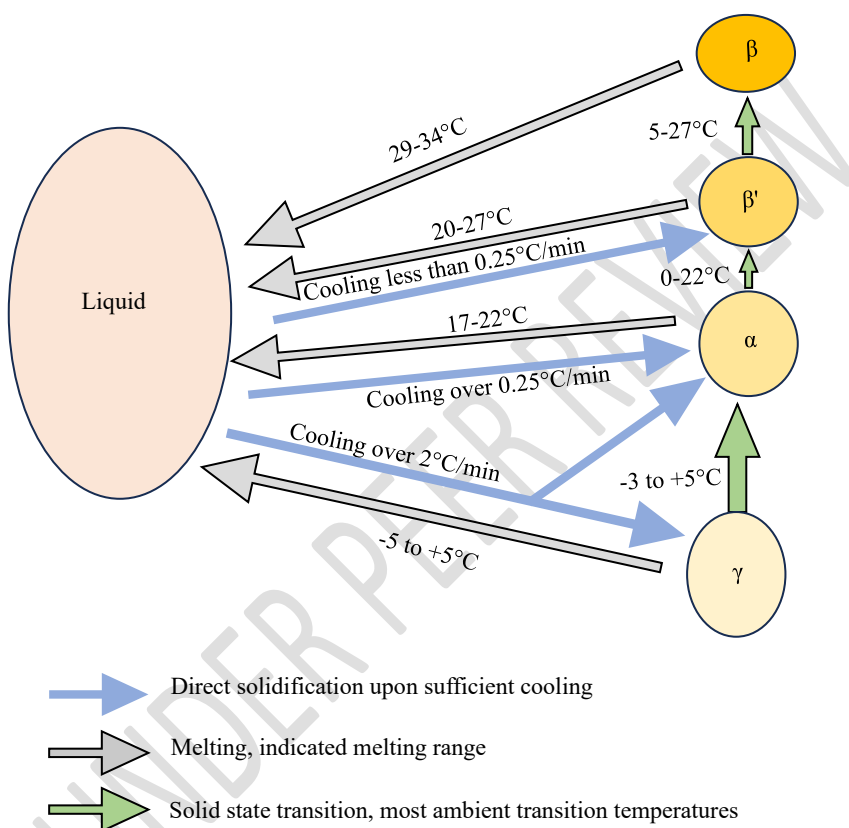 β
29-34°C
5-27°C
β'
20-27°C
Cooling less than 0.25°C/min
0-22°C
Liquid
17-22°C
α
Cooling over 0.25°C/min
Cooling over 2°C/min
-3 to +5°C
-5 to +5°C
γ
Direct solidification upon sufficient cooling
Melting, indicated melting range
Solid state transition, most ambient transition temperatures
UNDER PEER REVIEW